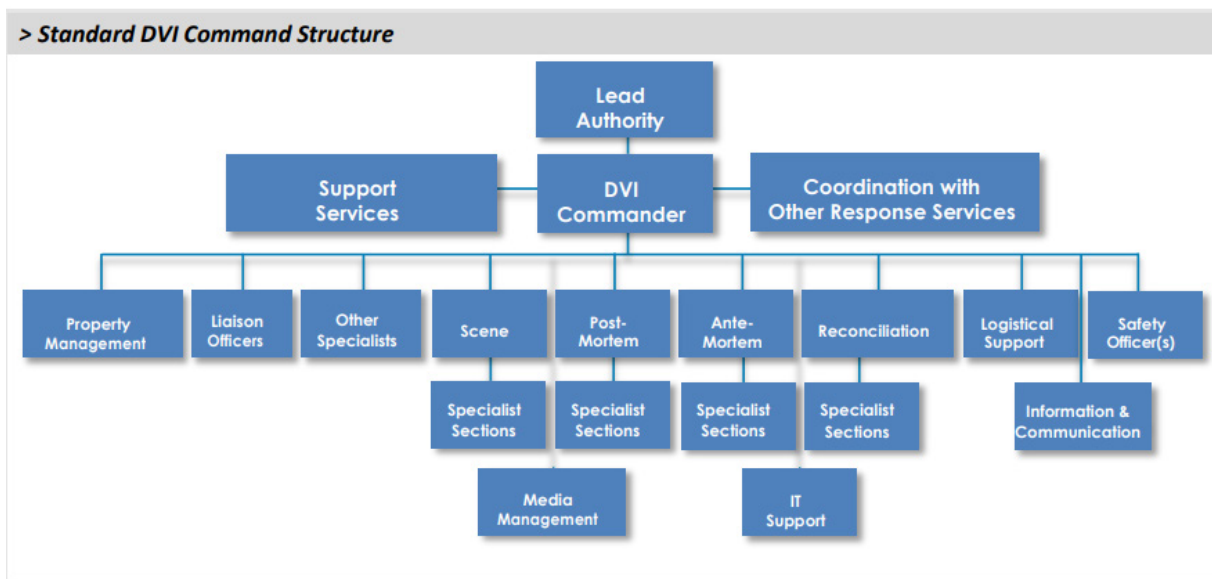 > Standard DVI Command Structure
Lead
Authority
Support
Services
DVI
Commander
Coordination with
Other Response Services
Property
Management
Liaison
Officers
Other
Specialists
Scene
Post-
Mortem
Ante-
Mortem
Reconciliation
Logistical
Support
Safety
Officer(s)
Specialist
Sections
Specialist
Sections
Specialist
Sections
Specialist
Sections
Information &
Communication
Media
Management
IT
Support